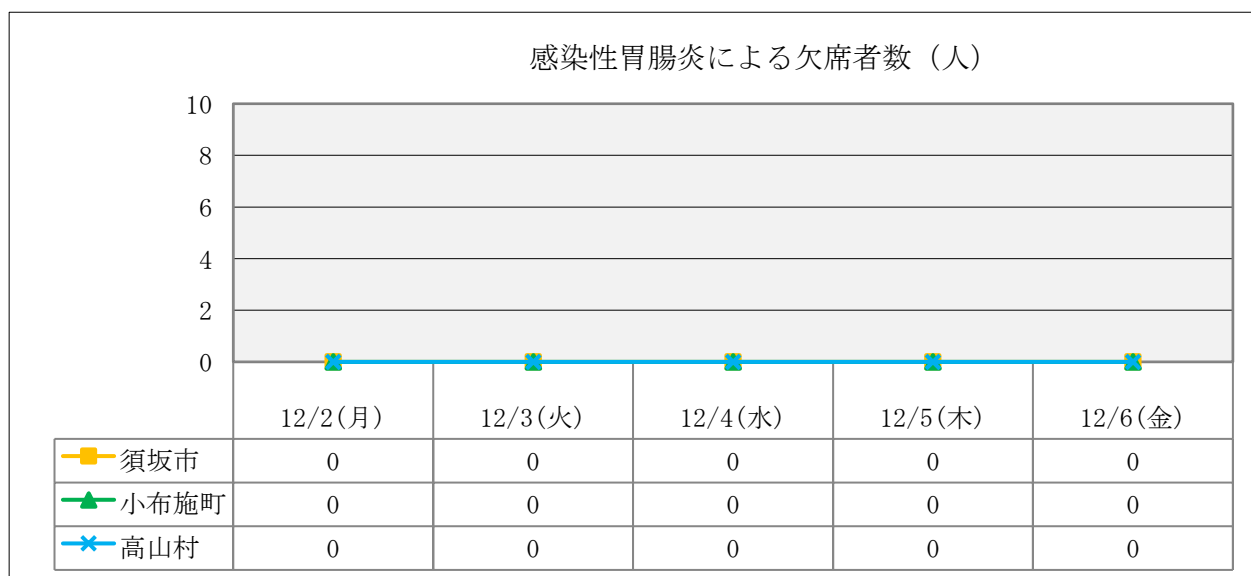 感染性胃腸炎による欠席者数（人）
10
8
6
4
2
0
12/2(月) 12/3(火) 12/4(水) 12/5(木) 12/6(金)
須坂市 0 0 0 0 0
小布施町 0 0 0 0 0
高山村 0 0 0 0 0